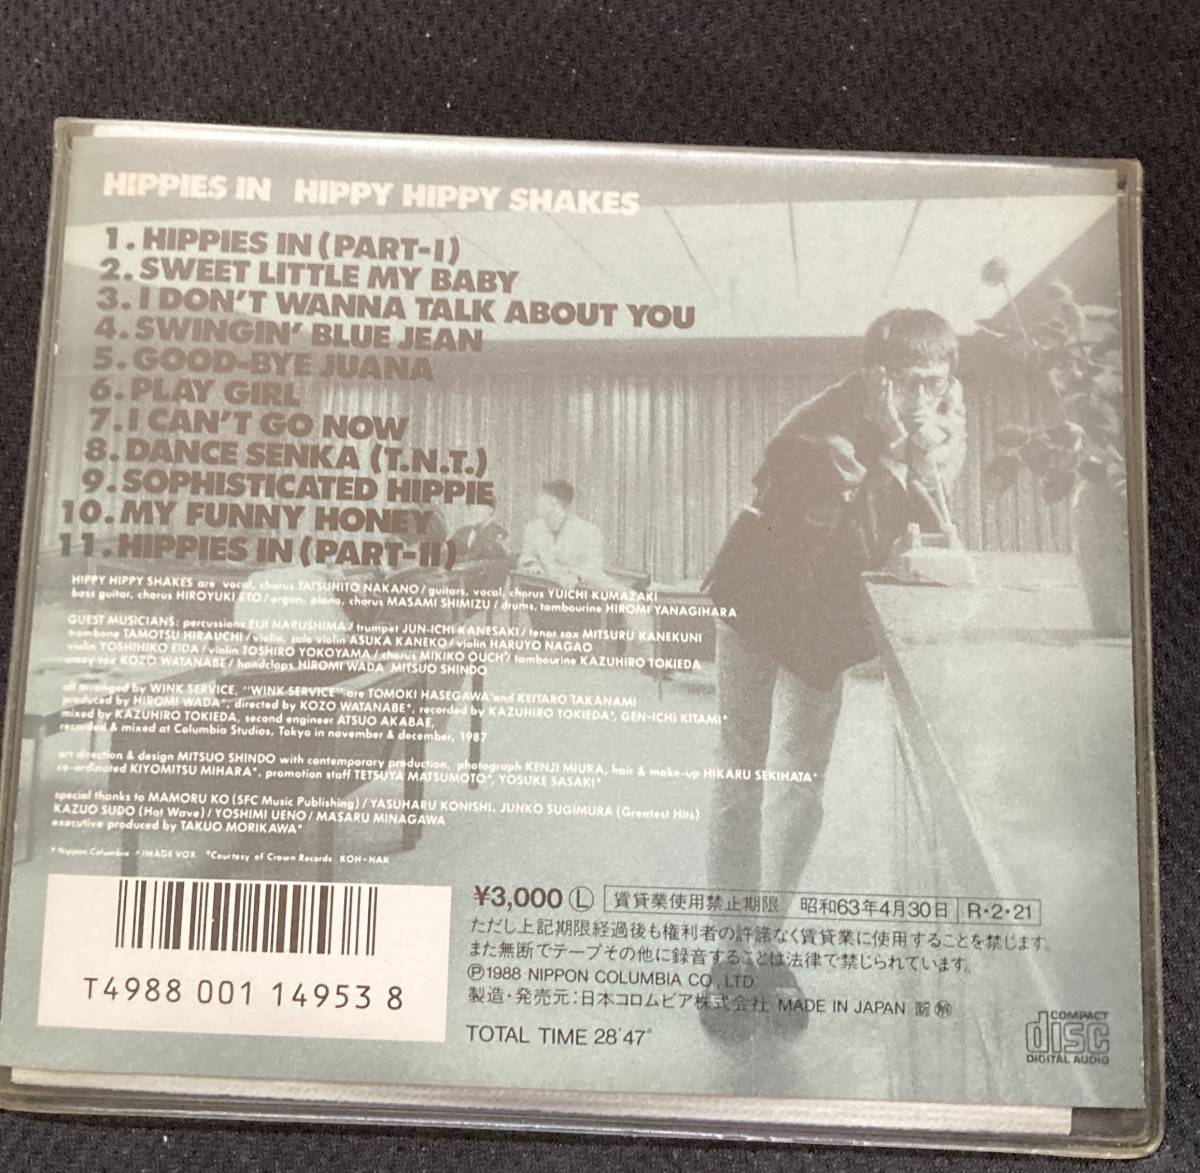 HIPPIES IN HIPPY HIPPY SHAKES
1. HIPPIES IN (PART-I)
2. SWEET LITTLE MY BABY
3. I DON'T WANNA TALK ABOUT YOU
4. SWINGIN' BLUE JEAN
5. GOOD-BYE JUANA
6. PLAY GIRL
7. I CAN'T GO NOW
8. DANCE SENKA (T.N.T.)
9. SOPHISTICATED HIPPIE
10. MY FUNNY HONEY
11. HIPPIES IN (PART-II)
HIPPY HIPPY SHAKES are vocal, chorus TATSUHITO NAKANO / guitars, vocal, chorus YUICHI KUMAZAKI
bass guitar, chorus HIROYUKI ETO / organ, piano, chorus MASAMI SHIMIZU / drums, tambourine HIROMI YANAGIHARA
GUEST MUSICIANS: percussions EIJI NARUSHIMA / trumpet JUN-ICHI KANESAKI / tenor sax MITSURU KANEKUNI
trombone TAMOTSU HIRAUCHI / violin, solo violin ASUKA KANEKO / violin HARUYO NAGAO
violin YOSHIHIKO EIDA / violin TOSHIRO YOKOYAMA / chorus MIKIKO OUCHI / tambourine KAZUHIRO TOKIEDA
sax KOZO WATANABE / handclaps HIROMI WADA MITSUO SHINDO
all arranged by WINK SERVICE, "WINK SERVICE" are TOMOKI HASEGAWA and KEITARO TAKANAMI
produced by HIROMI WADA*, directed by KOZO WATANABE*, recorded by KAZUHIRO TOKIEDA*, GEN-ICHI KITAMI*
mixed by KAZUHIRO TOKIEDA, second engineer ATSUO AKABAE,
recorded & mixed at Columbia Studios, Tokyo in november & december, 1987
art direction & design MITSUO SHINDO with contemporary production, photograph KENJI MIURA, hair & make-up HIKARU SEKIHATA*
co-ordinated KIYOMITSU MIHARA*, promotion staff TETSUYA MATSUMOTO*, YOSUKE SASAKI*
special thanks to MAMORU KO (SFC Music Publishing) / YASUHARU KONISHI, JUNKO SUGIMURA (Greatest Hits)
KAZUO SUDO (Hot Wave) / YOSHIMI UENO / MASARU MINAGAWA
executive produced by TAKUO MORIKAWA*
* Nippon Columbia * IMAGE VOX *Courtesy of Crown Records KOH-HAK
T4988 001 14953 8
¥3,000 Ⓛ 賃貸業使用禁止期限 昭和63年4月30日 R・2・21
ただし上記期限経過後も権利者の許諾なく賃貸業に使用することを禁じます。
また無断でテープその他に録音することは法律で禁じられています。
Ⓟ1988 NIPPON COLUMBIA CO., LTD.
製造・発売元：日本コロムビア株式会社 MADE IN JAPAN
TOTAL TIME 28'47"
COMPACT
disc
DIGITAL AUDIO